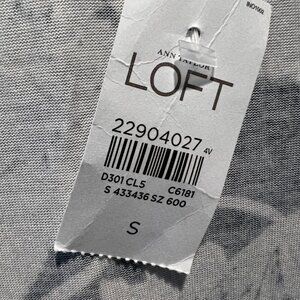 ANN TAYLOR
LOFT
22904027 4V
D301 CL5 C6181
S 433436 SZ 600
S